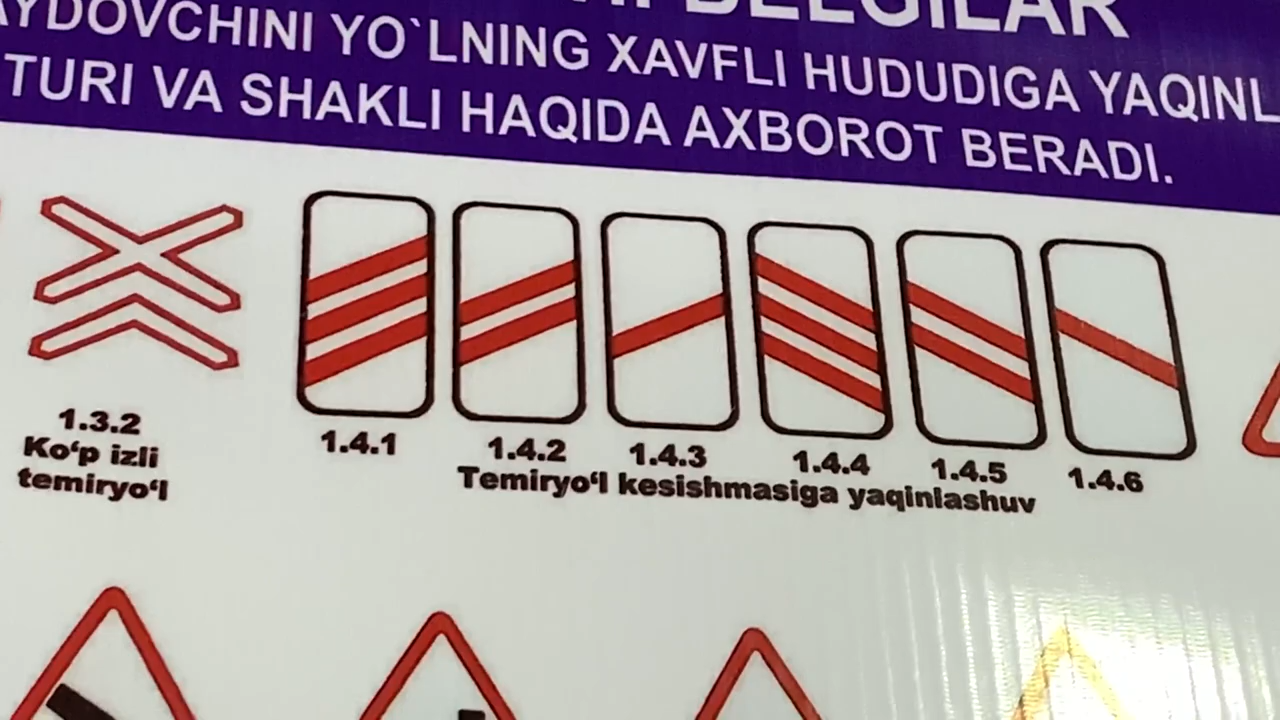 BELGILAR
YO`LNING XAVFLI HUDUDIGA
TURI VA SHAKLI HAQIDA AXBOROT BERADI.
1.3.2
Ko‘p izli
temiryo‘l
1.4.1
1.4.2
1.4.3
1.4.4
1.4.5
1.4.6
Temiryo‘l kesishmasiga yaqinlashuv